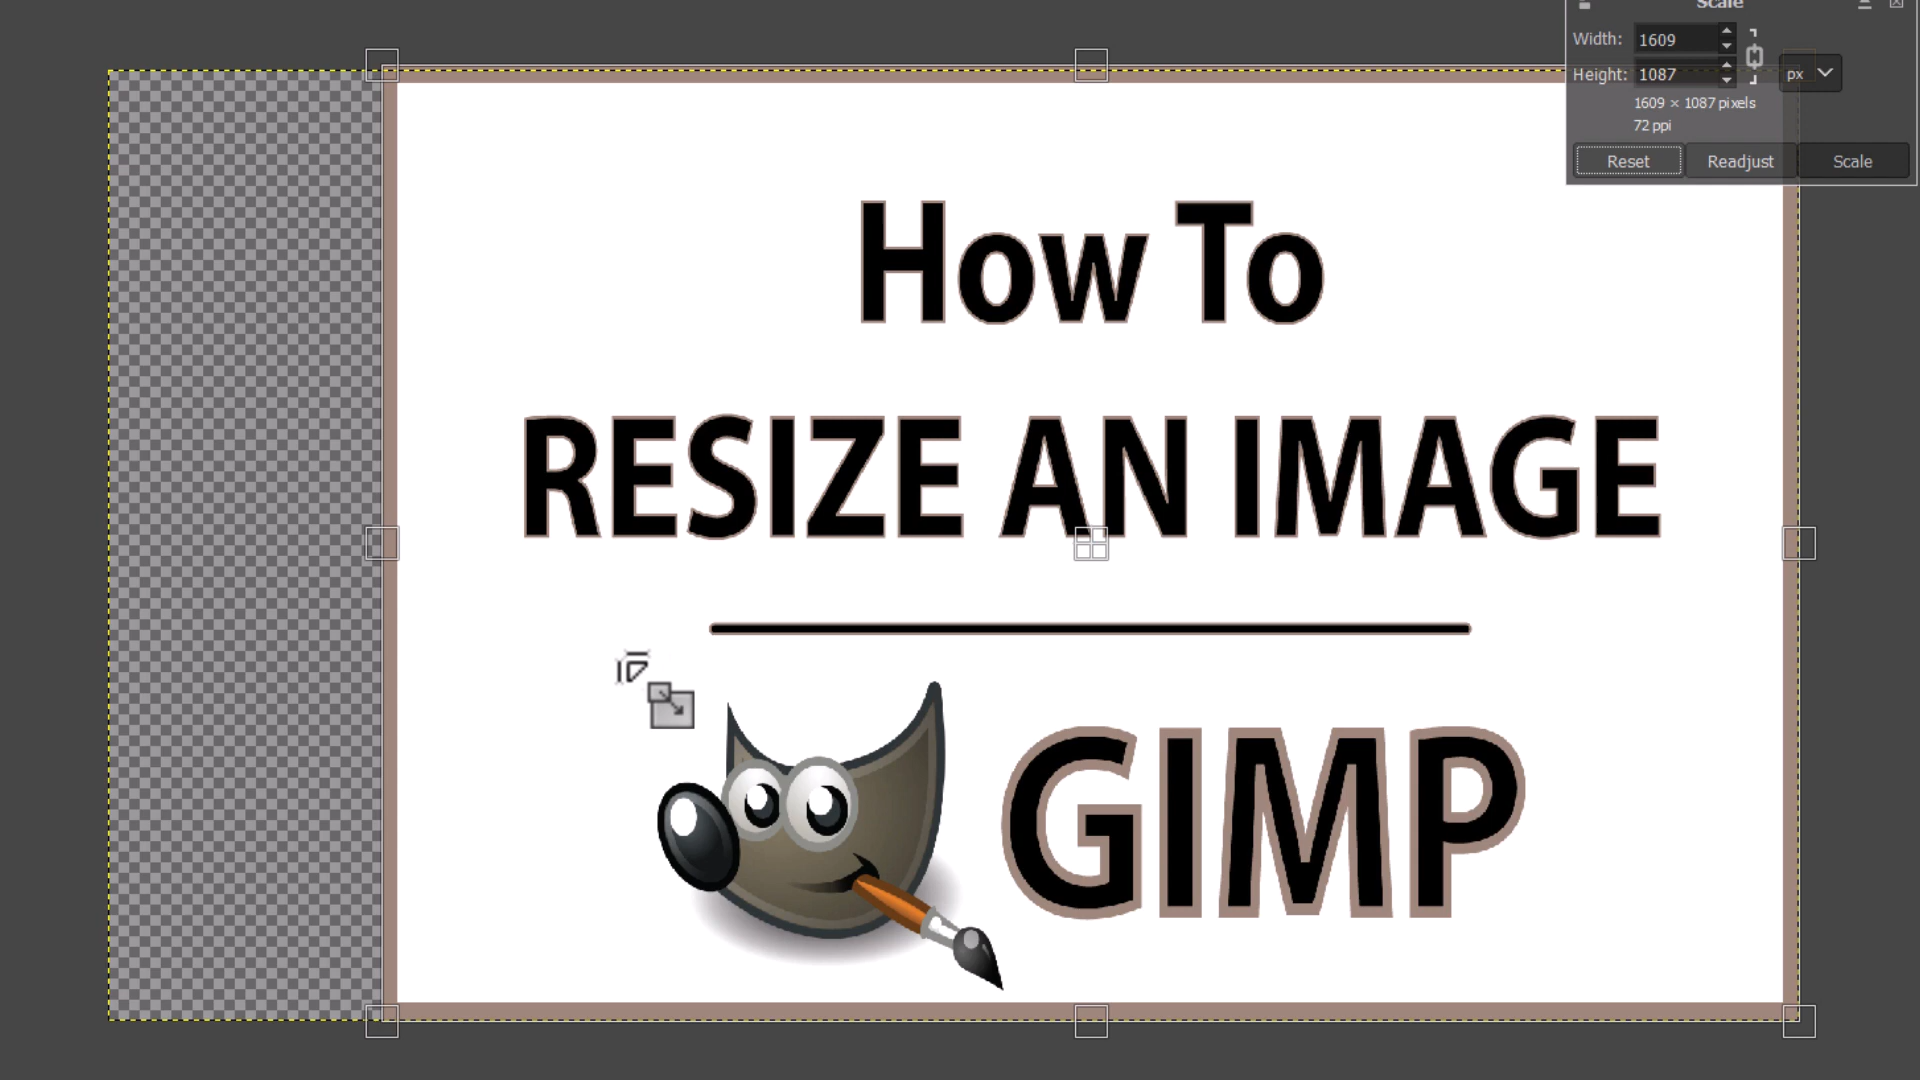 Scale
Width: 1609
Height: 1087 px
1609 × 1087 pixels
72 ppi
Reset Readjust Scale
How To
RESIZE AN IMAGE
GIMP